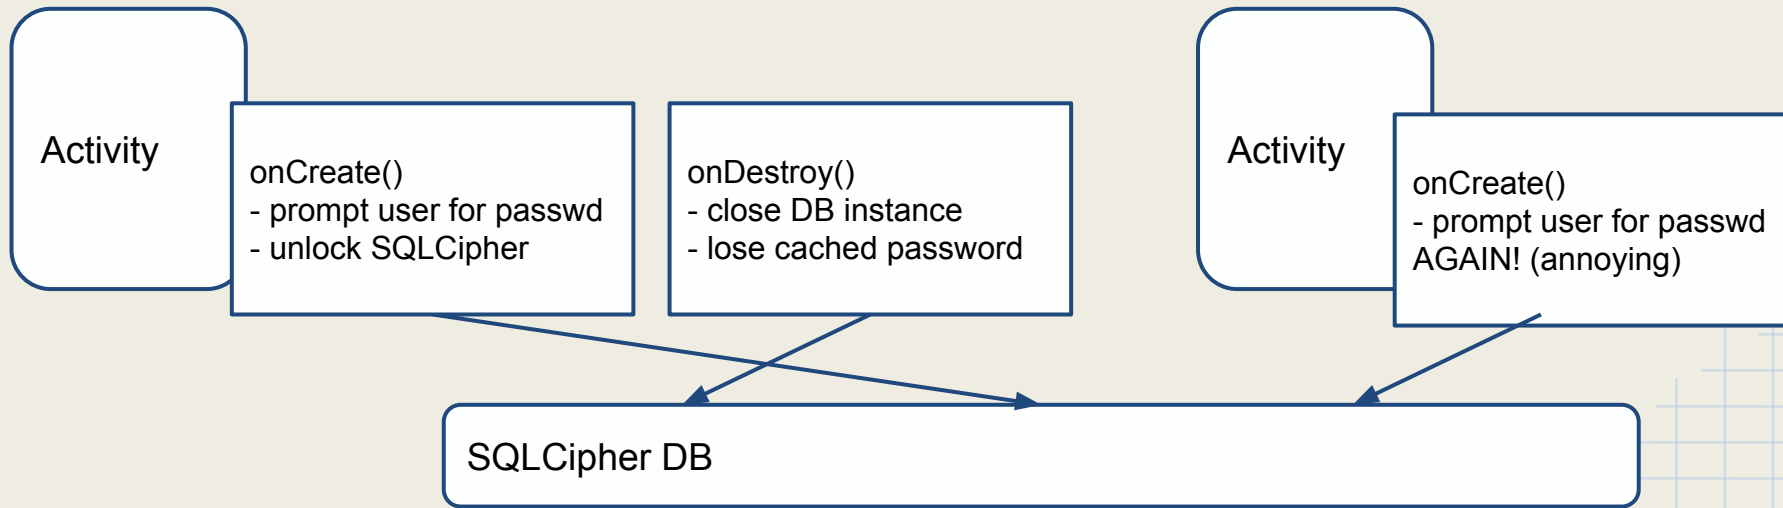 Activity
onCreate()
- prompt user for passwd
- unlock SQLCipher
onDestroy()
- close DB instance
- lose cached password
Activity
onCreate()
- prompt user for passwd
AGAIN! (annoying)
SQLCipher DB